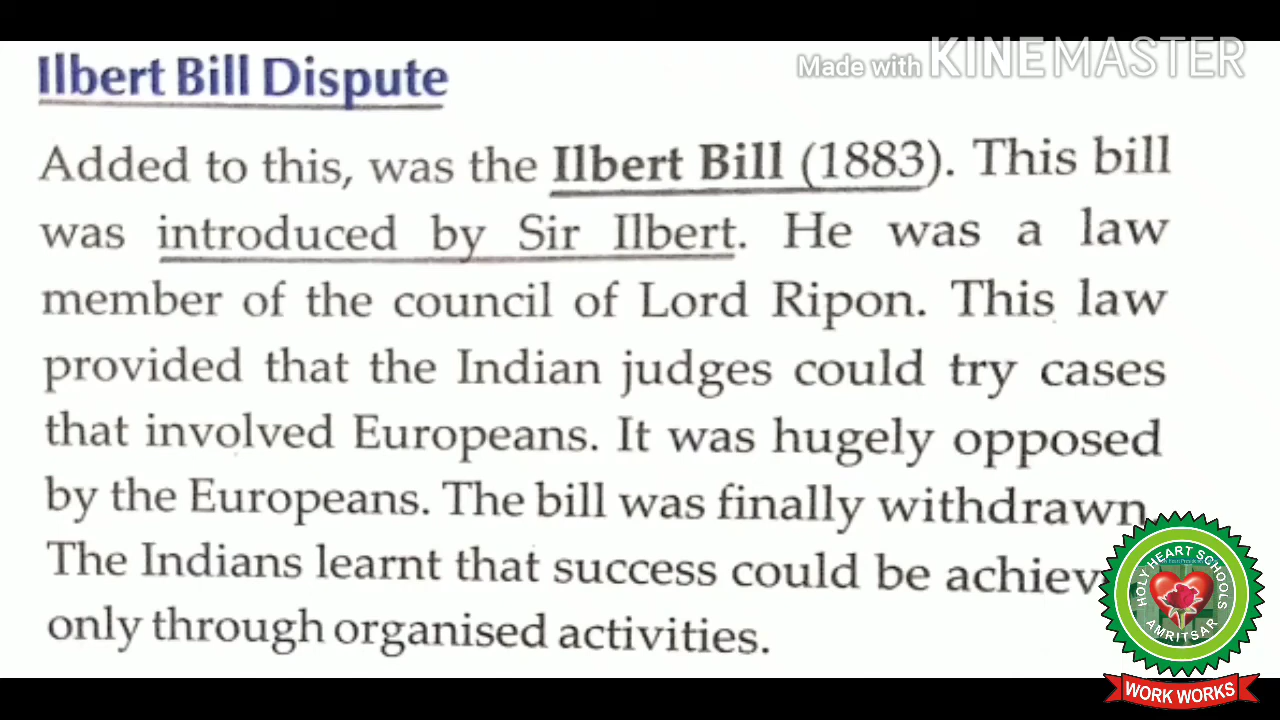 Made with KINEMASTER
Ilbert Bill Dispute
Added to this, was the Ilbert Bill (1883). This bill
was introduced by Sir Ilbert. He was a law
member of the council of Lord Ripon. This law
provided that the Indian judges could try cases
that involved Europeans. It was hugely opposed
by the Europeans. The bill was finally withdrawn.
The Indians learnt that success could be achiev
only through organised activities.
HOLY HEART SCHOOLS
AMRITSAR
WORK WORKS